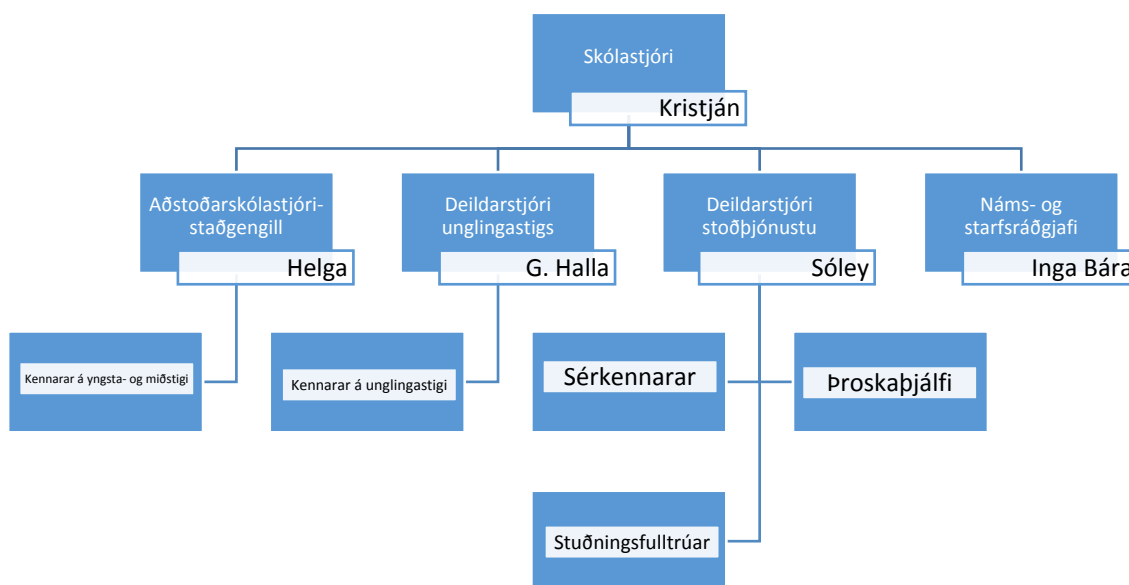 Skólastjóri
Kristján
Aðstoðarskólastjóri-
staðgengill
Helga
Deildarstjóri
unglingastigs
G. Halla
Deildarstjóri
stoðþjónustu
Sóley
Náms- og
starfsráðgjafi
Inga Bára
Kennarar á yngsta- og miðstigi
Kennarar á unglingastigi
Sérkennarar
Þroskaþjálfi
Stuðningsfulltrúar